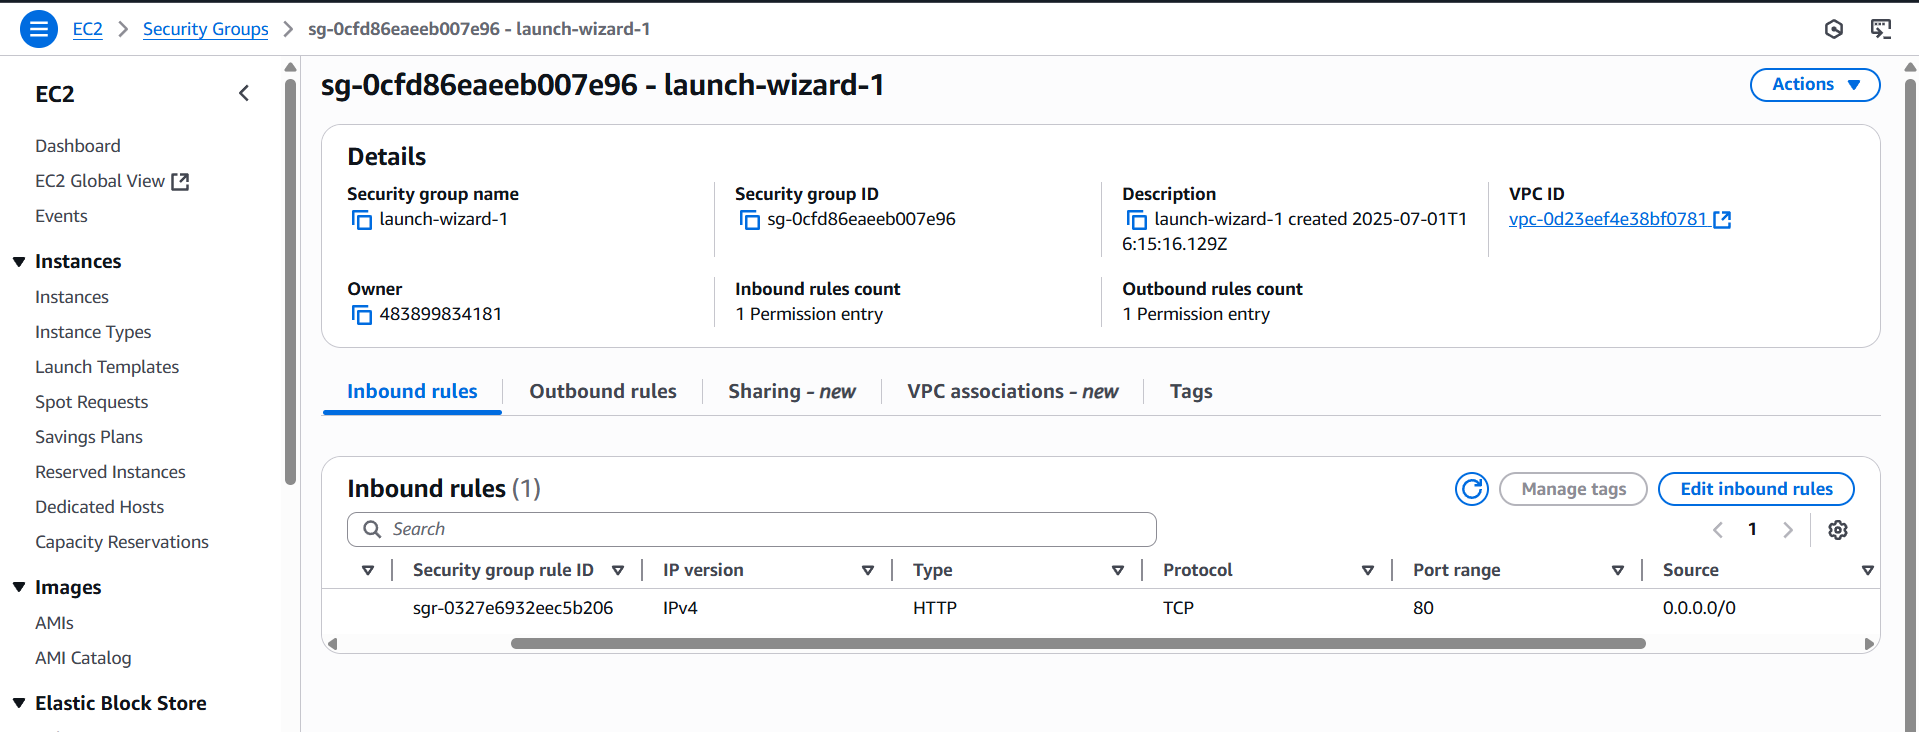 EC2 > Security Groups > sg-0cfd86eaeeb007e96 - launch-wizard-1
EC2
Dashboard
EC2 Global View
Events
Instances
Instances
Instance Types
Launch Templates
Spot Requests
Savings Plans
Reserved Instances
Dedicated Hosts
Capacity Reservations
Images
AMIs
AMI Catalog
Elastic Block Store
sg-0cfd86eaeeb007e96 - launch-wizard-1
Actions
Details
Security group name
launch-wizard-1
Security group ID
sg-0cfd86eaeeb007e96
Description
launch-wizard-1 created 2025-07-01T1
6:15:16.129Z
VPC ID
vpc-0d23eef4e38bf0781
Owner
483899834181
Inbound rules count
1 Permission entry
Outbound rules count
1 Permission entry
Inbound rules Outbound rules Sharing - new VPC associations - new Tags
Inbound rules (1)
Manage tags Edit inbound rules
Search
1
Security group rule ID IP version Type Protocol Port range Source
sgr-0327e6932eec5b206 IPv4 HTTP TCP 80 0.0.0.0/0